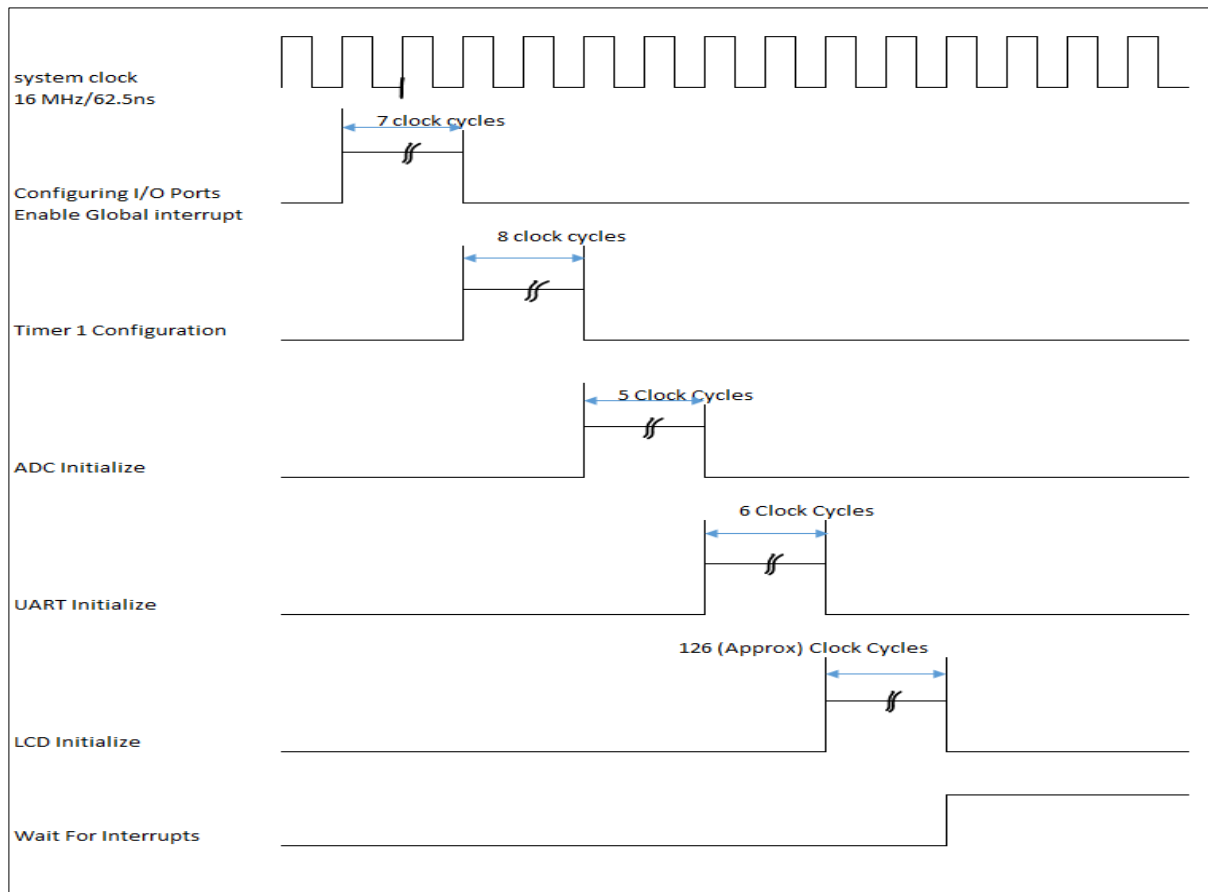 system clock
16 MHz/62.5ns
7 clock cycles
Configuring I/O Ports
Enable Global interrupt
8 clock cycles
Timer 1 Configuration
5 Clock Cycles
ADC Initialize
6 Clock Cycles
UART Initialize
126 (Approx) Clock Cycles
LCD Initialize
Wait For Interrupts